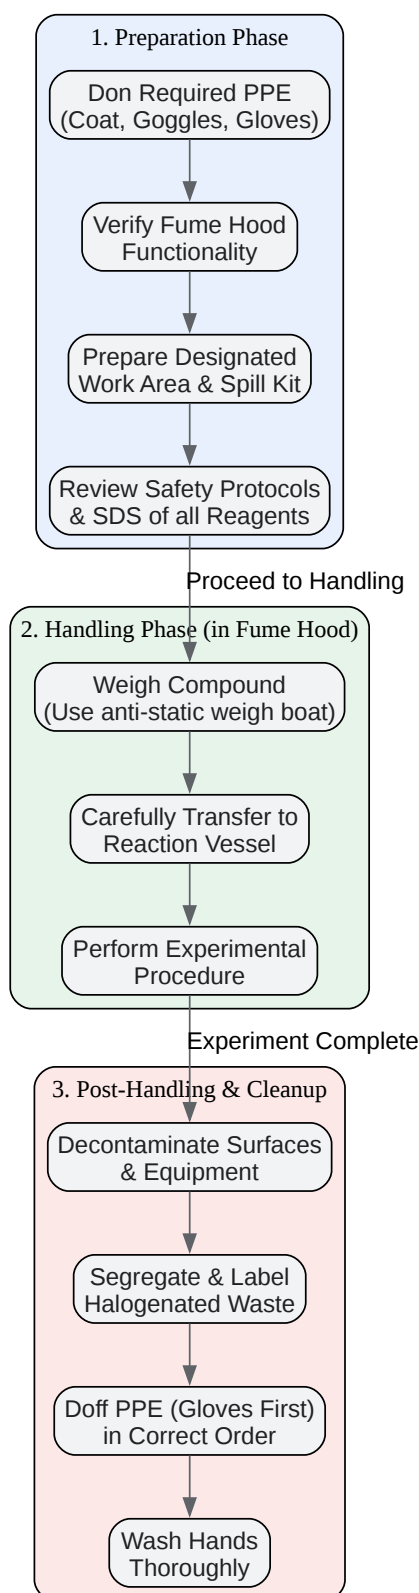 1. Preparation Phase
Don Required PPE
(Coat, Goggles, Gloves)
Verify Fume Hood
Functionality
Prepare Designated
Work Area & Spill Kit
Review Safety Protocols
& SDS of all Reagents
Proceed to Handling
2. Handling Phase (in Fume Hood)
Weigh Compound
(Use anti-static weigh boat)
Carefully Transfer to
Reaction Vessel
Perform Experimental
Procedure
Experiment Complete
3. Post-Handling & Cleanup
Decontaminate Surfaces
& Equipment
Segregate & Label
Halogenated Waste
Doff PPE (Gloves First)
in Correct Order
Wash Hands
Thoroughly